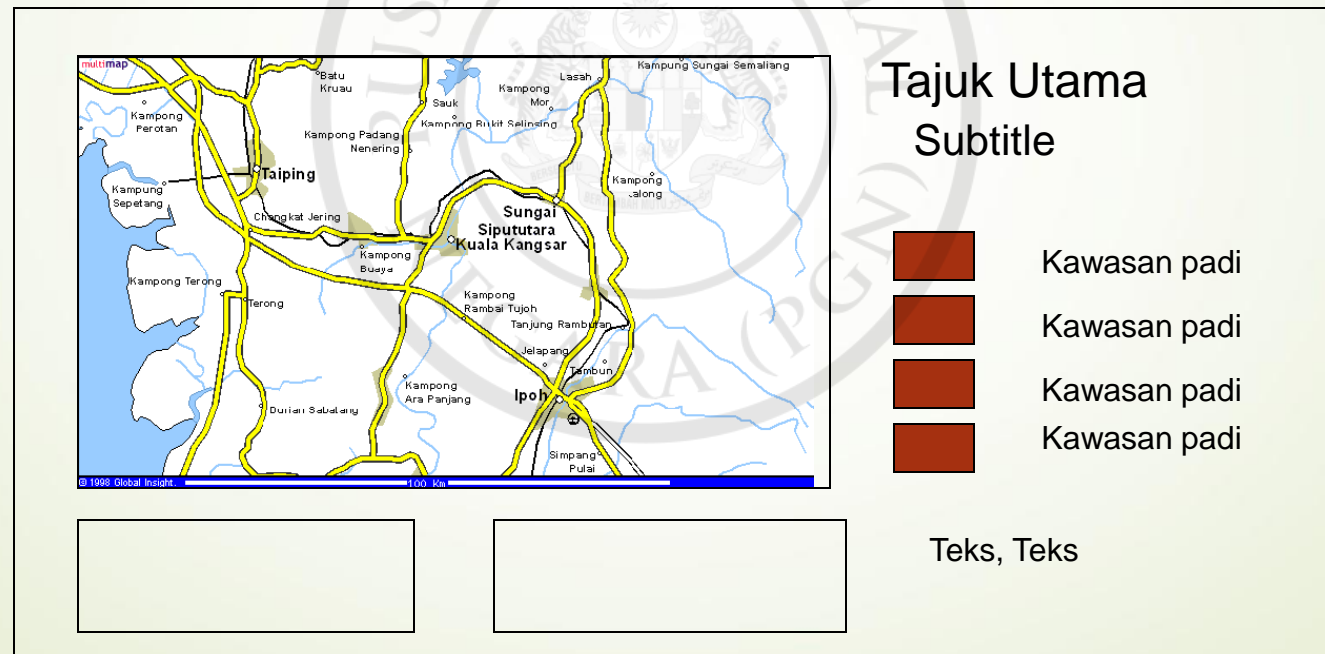 multimap
Batu
Kruau
Kampung Sungai Semaliang
Lasah
Kampong
Mor
Sauk
Kampong
Perotan
Kampong Bukit Selinsing
Kampong Padang
Nenering
Taiping
Kampung
Sepetang
Kampong
Changkat Jering
Sungai
Sipututara
Kuala Kangsar
Kampong
Buaya
Kampong Terong
Terong
Kampong
Rambai Tujoh
Tanjung Rambutan
Jelapang
Tambun
Kampong
Ara Panjang
Ipoh
Durian Sabatang
Simpang
Pulai
© 1998 Global Insight.
100 Km
Tajuk Utama
Subtitle
Kawasan padi
Kawasan padi
Kawasan padi
Kawasan padi
Teks, Teks
ARA (PGN)